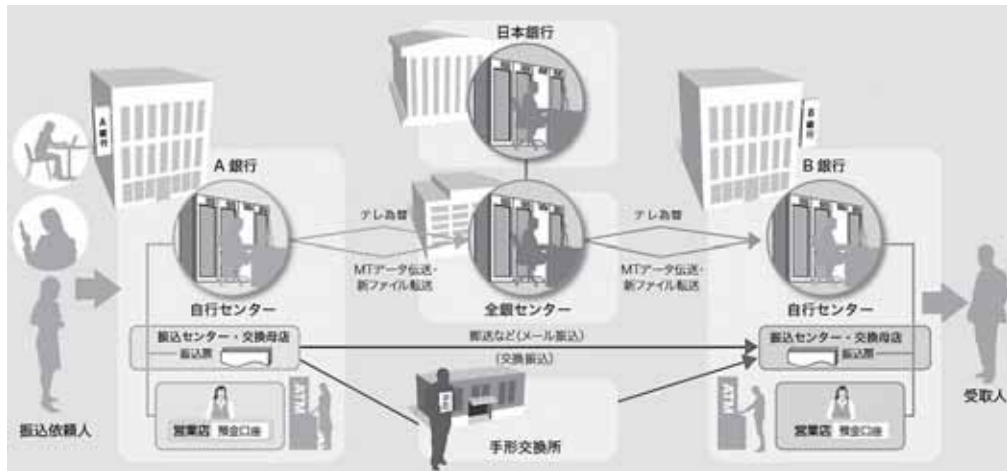 日本銀行
A銀行
A銀行
B銀行
B銀行
テレ為替
テレ為替
MTデータ伝送・
新ファイル転送
MTデータ伝送・
新ファイル転送
自行センター
全銀センター
自行センター
振込センター・交換母店
振込票
郵送など(メール振込)
(交換振込)
振込センター・交換母店
振込票
ATM
ATM
営業店 預金口座
営業店 預金口座
振込依頼人
手形交換所
受取人